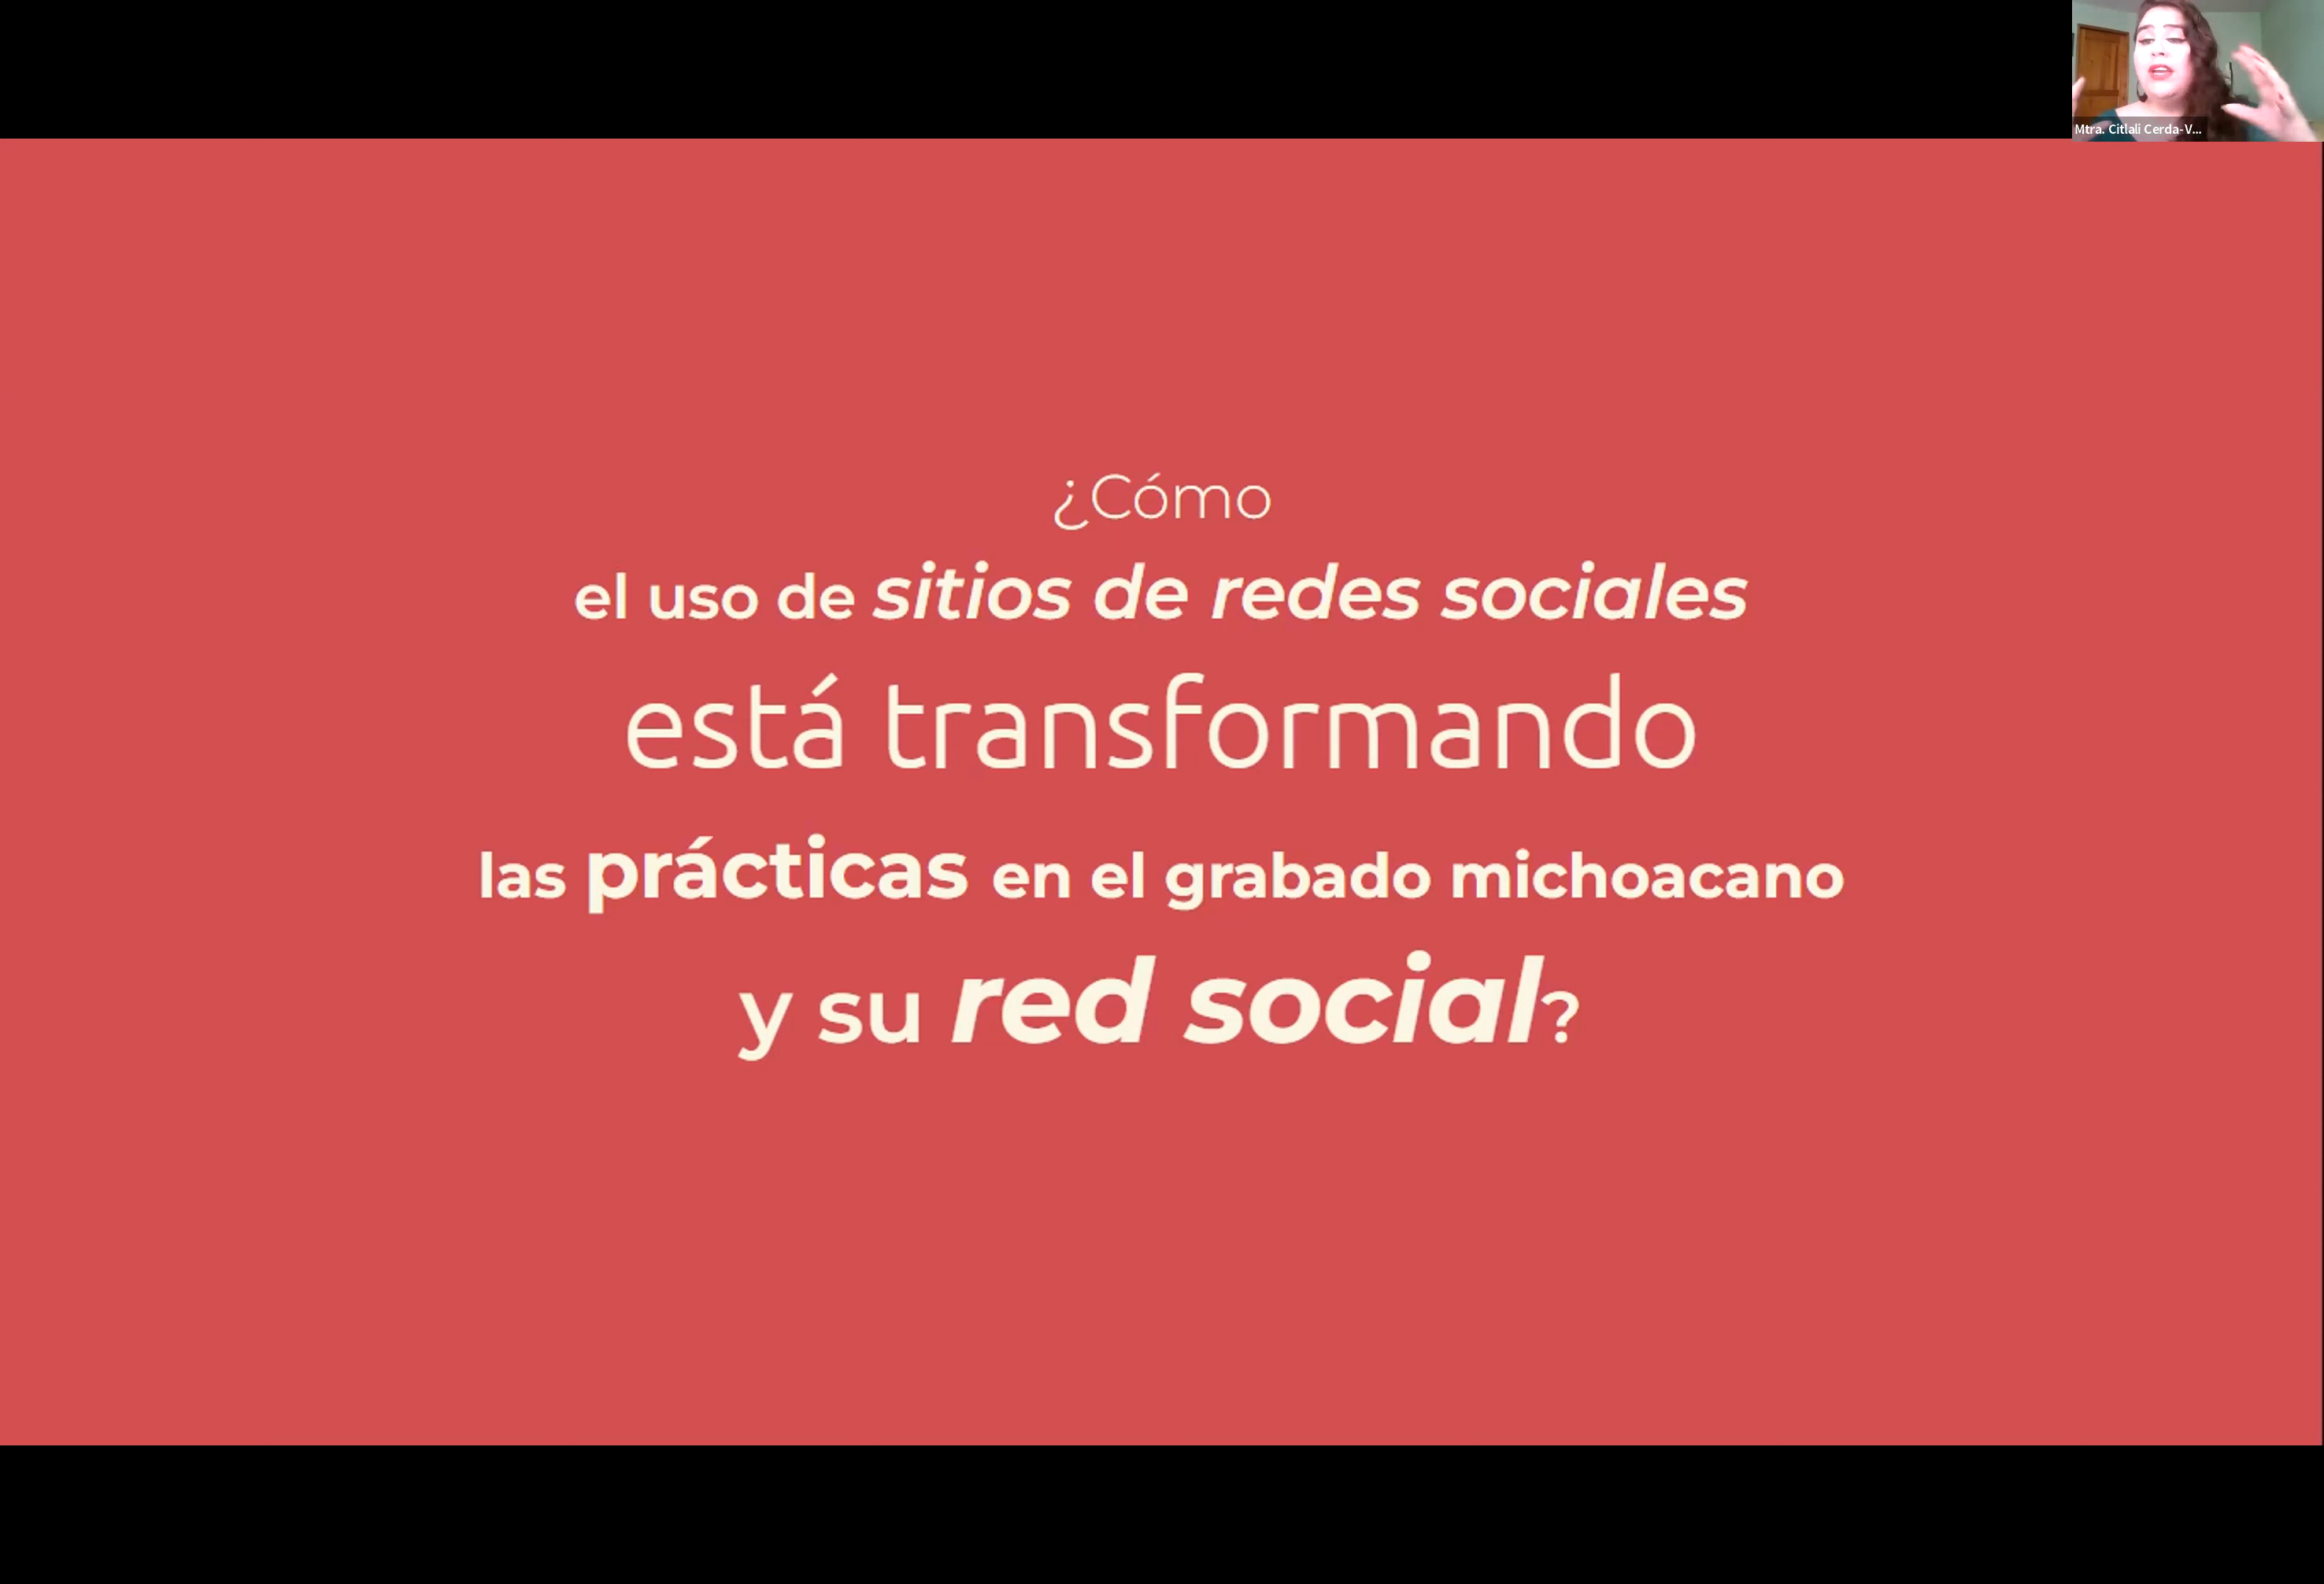 Mtra. Citlali Cerda-V...
¿Cómo
el uso de sitios de redes sociales
está transformando
las prácticas en el grabado michoacano
y su red social?